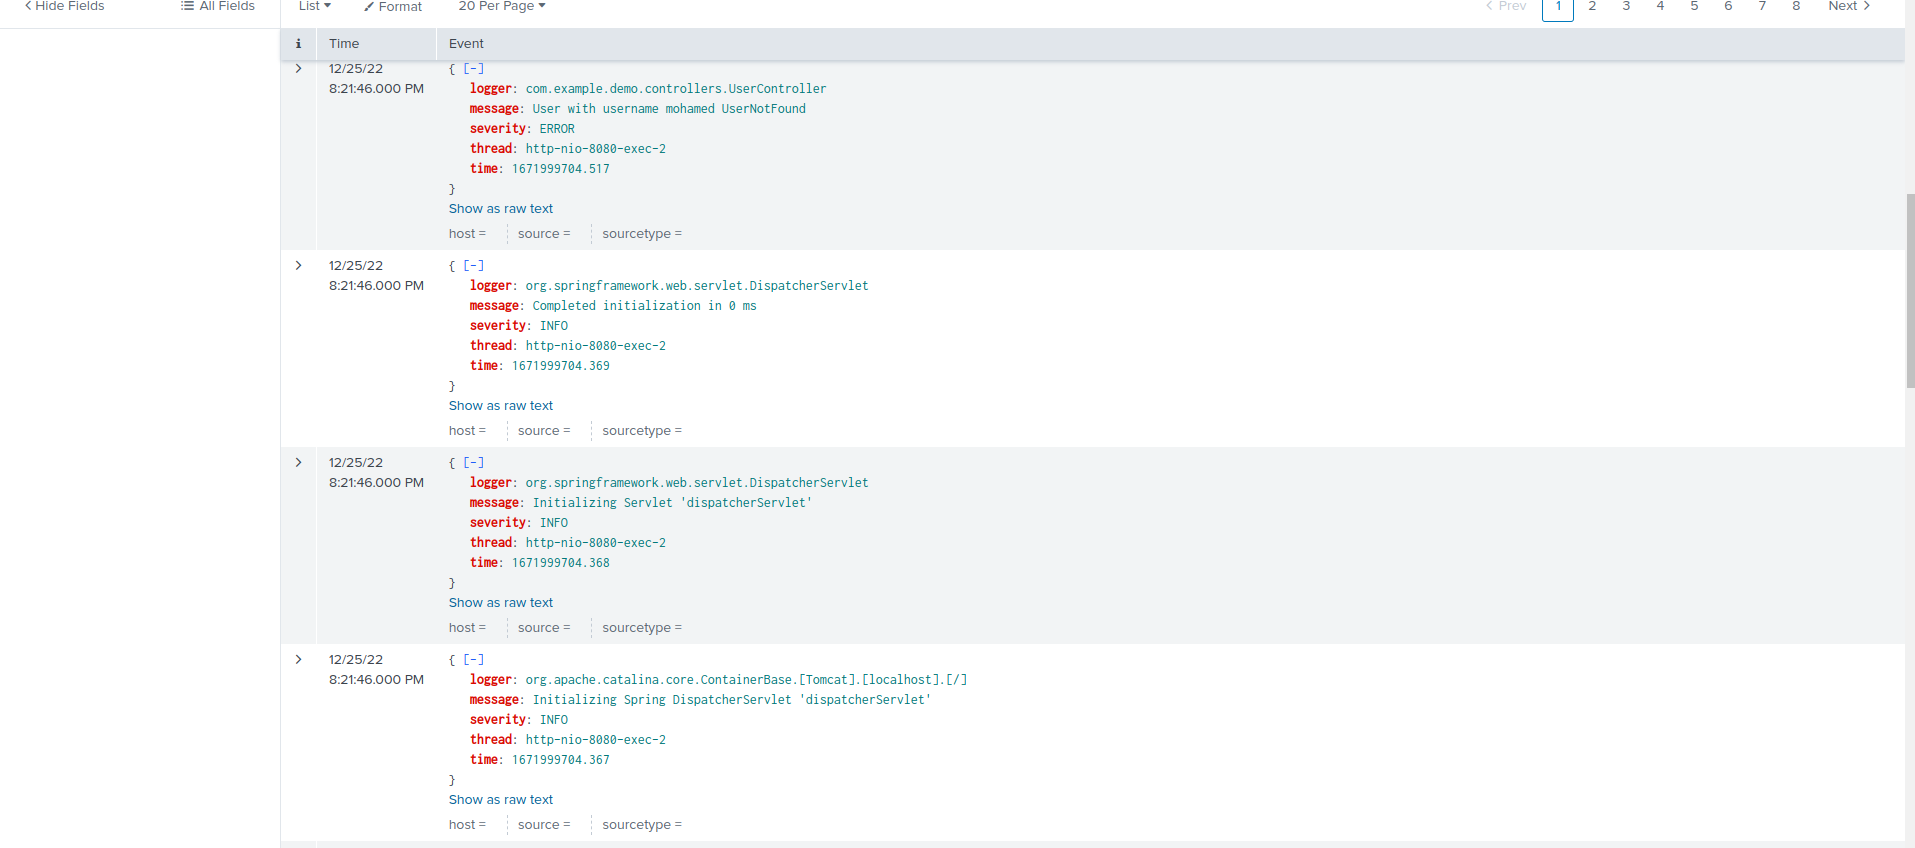 Hide Fields All Fields List Format 20 Per Page Prev 1 2 3 4 5 6 7 8 Next
i Time Event
12/25/22 { [-]
8:21:46.000 PM logger: com.example.demo.controllers.UserController
message: User with username mohamed UserNotFound
severity: ERROR
thread: http-nio-8080-exec-2
time: 1671999704.517
}
Show as raw text
host = source = sourcetype =
12/25/22 { [-]
8:21:46.000 PM logger: org.springframework.web.servlet.DispatcherServlet
message: Completed initialization in 0 ms
severity: INFO
thread: http-nio-8080-exec-2
time: 1671999704.369
}
Show as raw text
host = source = sourcetype =
12/25/22 { [-]
8:21:46.000 PM logger: org.springframework.web.servlet.DispatcherServlet
message: Initializing Servlet 'dispatcherServlet'
severity: INFO
thread: http-nio-8080-exec-2
time: 1671999704.368
}
Show as raw text
host = source = sourcetype =
12/25/22 { [-]
8:21:46.000 PM logger: org.apache.catalina.core.ContainerBase.[Tomcat].[localhost].[/]
message: Initializing Spring DispatcherServlet 'dispatcherServlet'
severity: INFO
thread: http-nio-8080-exec-2
time: 1671999704.367
}
Show as raw text
host = source = sourcetype =